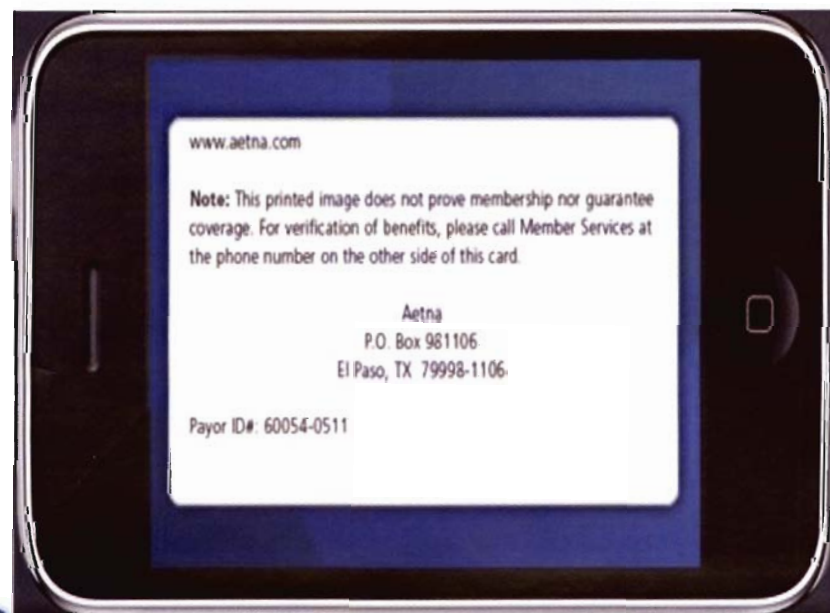 www.aetna.com
Note: This printed image does not prove membership nor guarantee
coverage. For verification of benefits, please call Member Services at
the phone number on the other side of this card.
Aetna
P.O. Box 981106
El Paso, TX 79998-1106
Payor ID#: 60054-0511